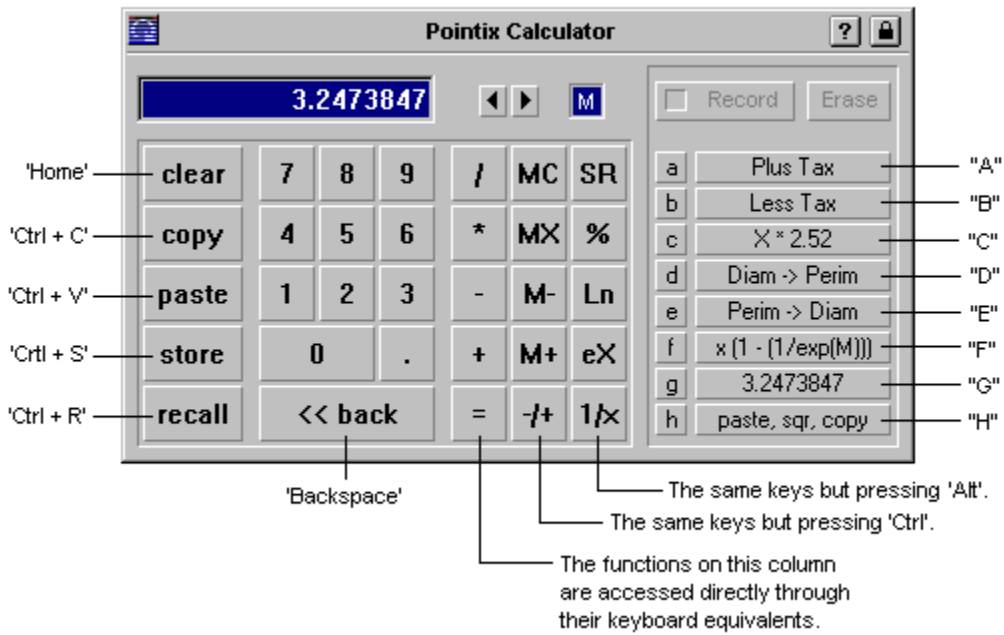 Pointix Calculator ?
3.2473847 M
Record Erase
'Home' clear 7 8 9 / MC SR a Plus Tax "A"
b Less Tax "B"
'Ctrl + C' copy 4 5 6 * MX % c X * 2.52 "C"
'Ctrl + V' paste 1 2 3 - M- Ln d Diam -> Perim "D"
e Perim -> Diam "E"
'Crtl + S' store 0 . + M+ eX f x (1 - (1/exp(M))) "F"
g 3.2473847 "G"
'Ctrl + R' recall << back = -/+ 1/x h paste, sqr, copy "H"
'Backspace'
The same keys but pressing 'Alt'.
The same keys but pressing 'Ctrl'.
The functions on this column
are accessed directly through
their keyboard equivalents.